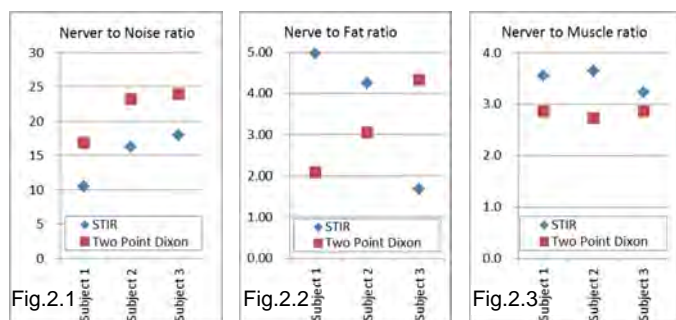 Nerver to Noise ratio
30
25
20
15
10
5
0
STIR
Two Point Dixon
Subject 1
Subject 2
Subject 3
Fig.2.1
Nerve to Fat ratio
5.00
4.00
3.00
2.00
1.00
0.00
STIR
Two Point Dixon
Subject 1
Subject 2
Subject 3
Fig.2.2
Nerver to Muscle ratio
4.0
3.0
2.0
1.0
0.0
STIR
Two Point Dixon
Subject 1
Subject 2
Subject 3
Fig.2.3